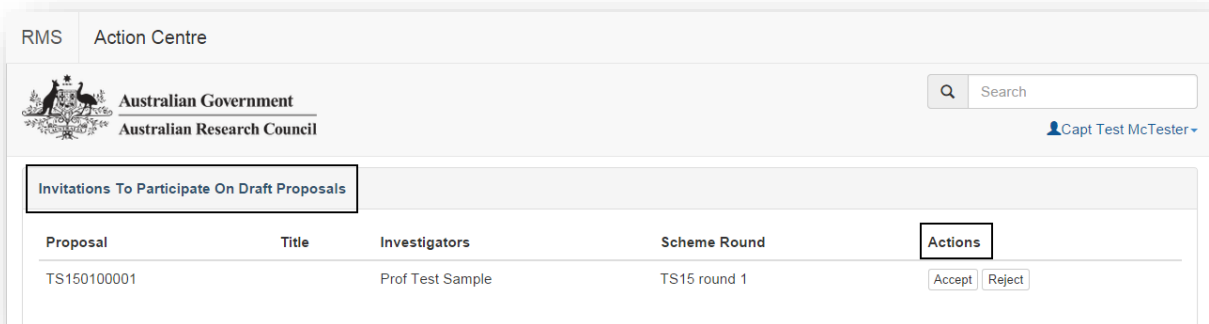 RMS Action Centre
Australian Government
Australian Research Council
Search
Capt Test McTester
Invitations To Participate On Draft Proposals
Proposal Title Investigators Scheme Round Actions
TS150100001 Prof Test Sample TS15 round 1 Accept Reject